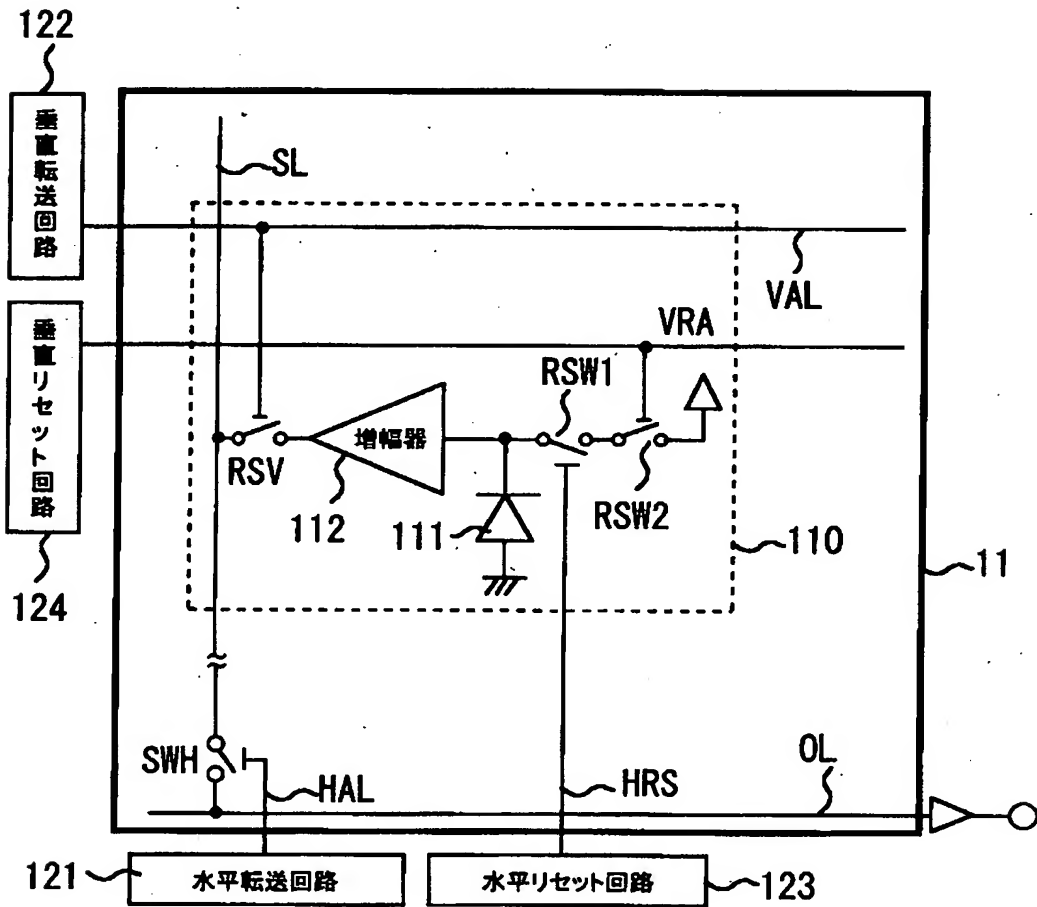 122
垂直転送回路
SL
VAL
垂直リセット回路
VRA
RSW1
増幅器
RSV
RSW2
112
111
110
11
124
SWH
HAL
HRS
OL
121
水平転送回路
水平リセット回路
123